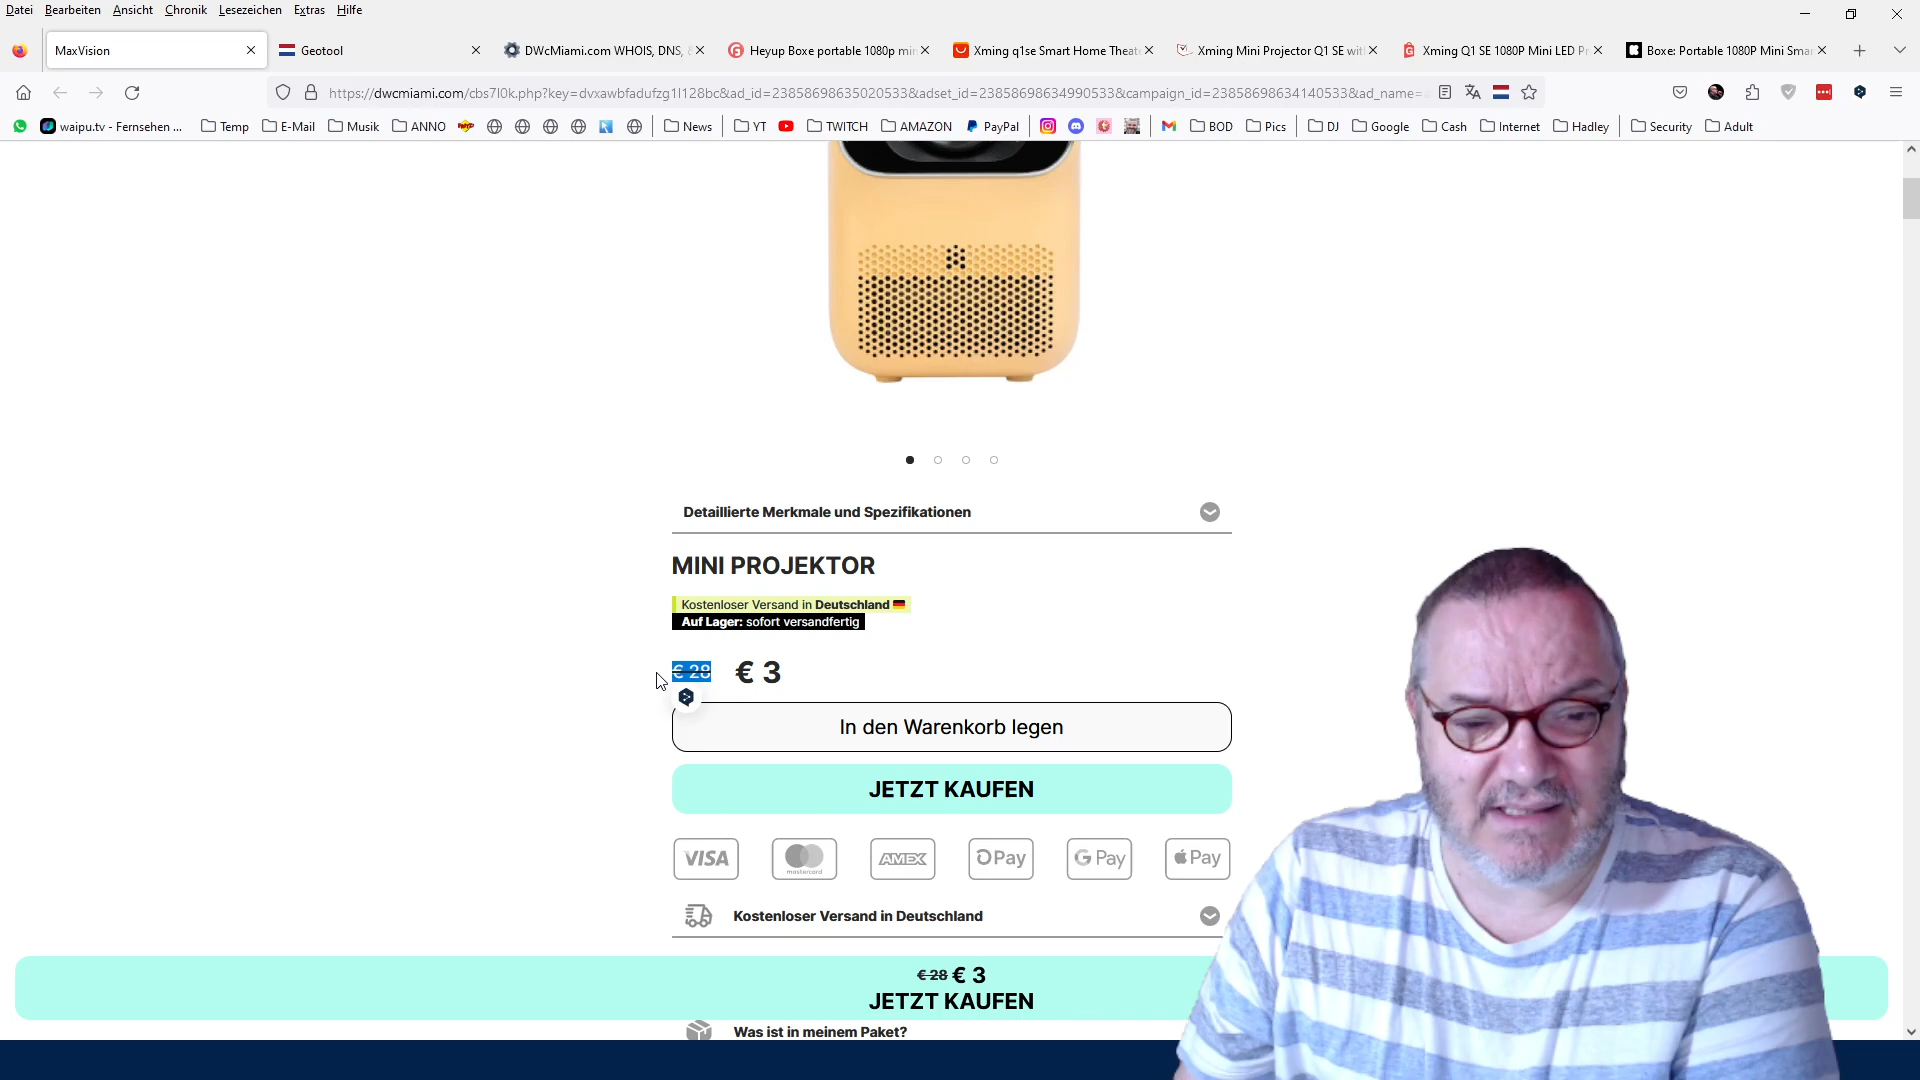 Datei Bearbeiten Ansicht Chronik Lesezeichen Extras Hilfe
MaxVision
Geotool
DWcMiami.com WHOIS, DNS,
Heyup Boxe portable 1080p min
Xming q1se Smart Home Theat
Xming Mini Projector Q1 SE wit
Xming Q1 SE 1080P Mini LED Pr
Boxe: Portable 1080P Mini Smar
https://dwcmiami.com/cbs7l0k.php?key=dvxawbfadufzg1l128bc&ad_id=23858698635020533&adset_id=23858698634990533&campaign_id=23858698634140533&ad_name=
waipu.tv - Fernsehen ... Temp E-Mail Musik ANNO News YT TWITCH AMAZON PayPal BOD Pics DJ Google Cash Internet Hadley Security Adult
Detaillierte Merkmale und Spezifikationen
MINI PROJEKTOR
Kostenloser Versand in Deutschland
Auf Lager: sofort versandfertig
€ 28 € 3
In den Warenkorb legen
JETZT KAUFEN
VISA mastercard AMEX Pay G Pay Pay
Kostenloser Versand in Deutschland
€ 28 € 3
JETZT KAUFEN
Was ist in meinem Paket?